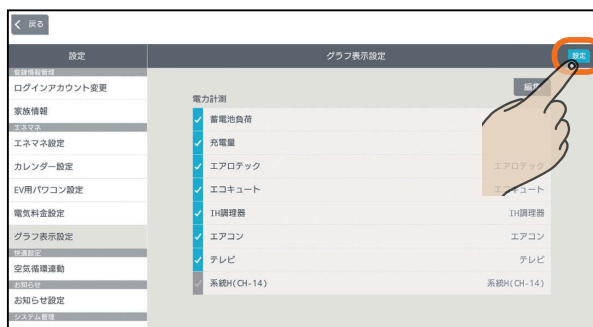 戻る
設定
グラフ表示設定
設定
登録情報管理
ログインアカウント変更
家族情報
エネマネ
エネマネ設定
カレンダー設定
EV用パワコン設定
電気料金設定
グラフ表示設定
快適設定
空気循環連動
お知らせ
お知らせ設定
システム管理
編集
電力計測
蓄電池負荷
充電量
エアロテック エアロテック
エコキュート エコキュート
IH調理器 IH調理器
エアコン エアコン
テレビ テレビ
系統H(CH-14) 系統H(CH-14)